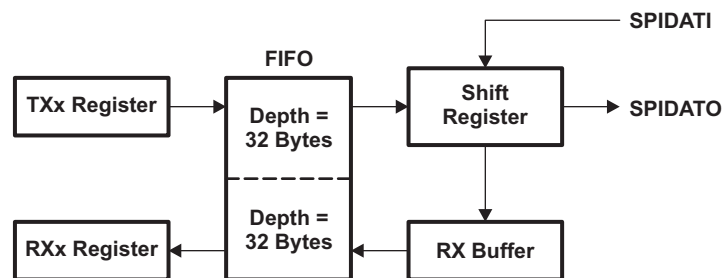 SPIDATI
FIFO
TXx Register
Depth =
32 Bytes
Shift
Register
SPIDATO
Depth =
32 Bytes
RXx Register
RX Buffer